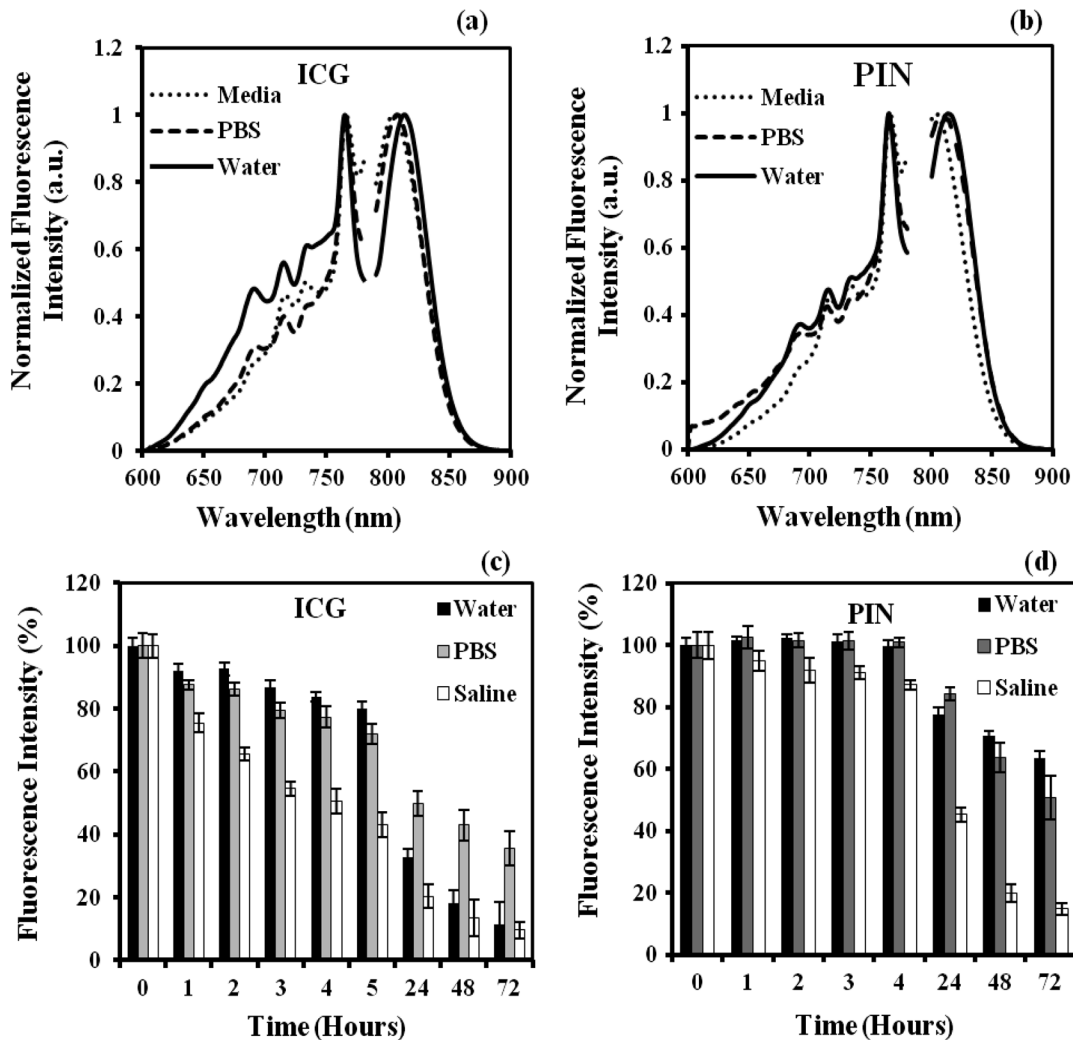 (a)
ICG
Media
PBS
Water
Normalized Fluorescence
Intensity (a.u.)
1.2
1
0.8
0.6
0.4
0.2
0
600 650 700 750 800 850 900
Wavelength (nm)
(b)
PIN
Media
PBS
Water
Normalized Fluorescence
Intensity (a.u.)
1.2
1
0.8
0.6
0.4
0.2
0
600 650 700 750 800 850 900
Wavelength (nm)
(c)
ICG
Water
PBS
Saline
Fluorescence Intensity (%)
120
100
80
60
40
20
0
0 1 2 3 4 5 24 48 72
Time (Hours)
(d)
PIN
Water
PBS
Saline
Fluorescence Intensity (%)
120
100
80
60
40
20
0
0 1 2 3 4 24 48 72
Time (Hours)